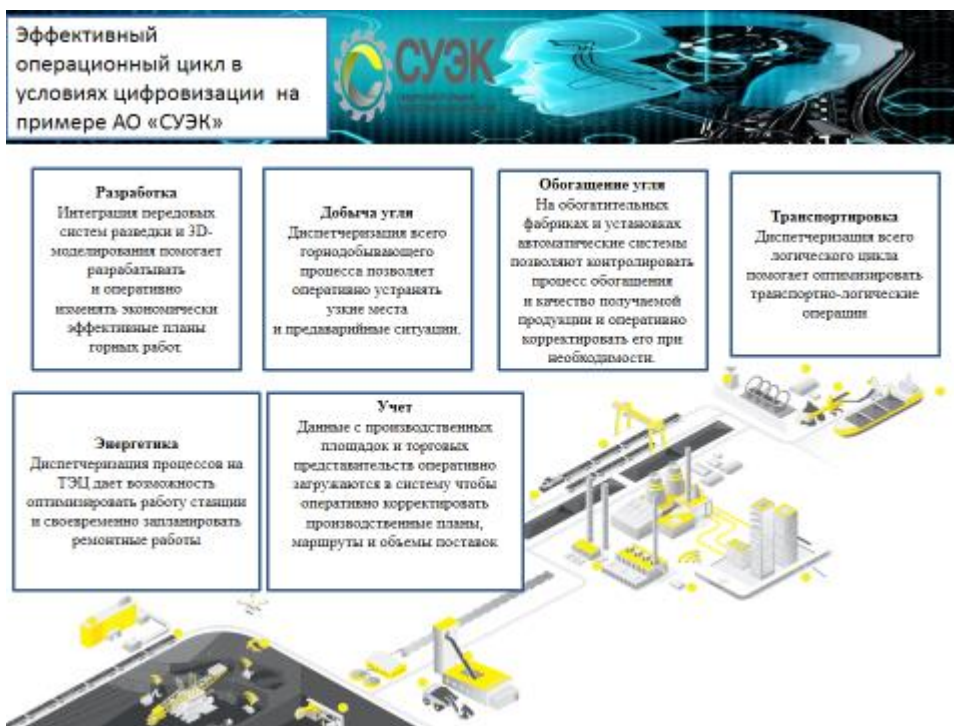 Эффективный
операционный цикл в
условиях цифровизации на
примере АО «СУЭК»
СУЭК
Разработка
Интеграция передовых
систем разведки и 3D-
моделирования помогает
разрабатывать
и оперативно
изменять экономически
эффективные планы
горных работ.
Добыча угля
Диспетчеризация всего
горнодобывающего
процесса позволяет
оперативно устранять
узкие места
и предаварийные ситуации.
Обогащение угля
На обогатительных
фабриках и установках
автоматические системы
позволяют контролировать
процесс обогащения
и качество получаемой
продукции и оперативно
корректировать его при
необходимости.
Транспортировка
Диспетчеризация всего
логического цикла
помогает оптимизировать
транспортно-логические
операции
Энергетика
Диспетчеризация процессов на
ТЭЦ дает возможность
оптимизировать работу станции
и своевременно запланировать
ремонтные работы
Учет
Данные с производственных
площадок и торговых
представительств оперативно
загружаются в систему чтобы
оперативно корректировать
производственные планы,
маршруты и объемы поставок